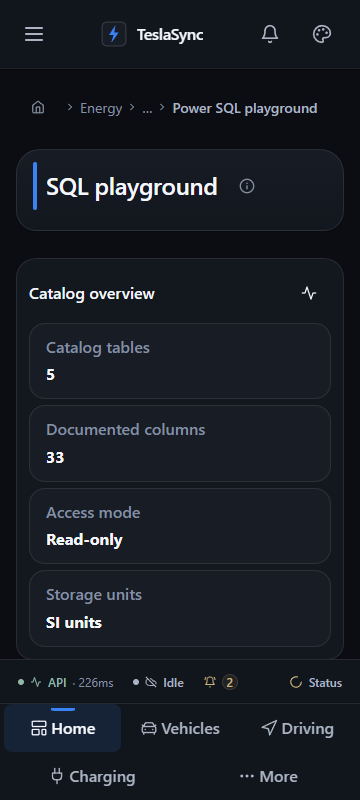 TeslaSync
Energy ... Power SQL playground
SQL playground
Catalog overview
Catalog tables
5
Documented columns
33
Access mode
Read-only
Storage units
SI units
API · 226ms Idle 2 Status
Home Vehicles Driving
Charging More